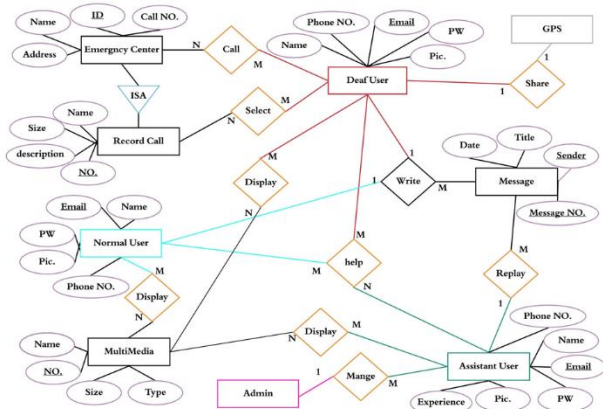 Name
ID
Call NO.
Address
Emergncy Center
N
Call
M
Phone NO.
Email
PW
Name
Pic.
Deaf User
GPS
1
Share
1
ISA
Name
Size
description
NO.
Record Call
Select
M
N
M
Display
N
1
Write
M
Date
Title
Sender
Message
Message NO.
M
Replay
1
Email
Name
PW
Pic.
Phone NO.
Normal User
1
M
M
help
N
M
Display
N
Name
NO.
Size
Type
MultiMedia
N
Display
M
Admin
1
Mange
M
Assistant User
Phone NO.
Name
Email
PW
Pic.
Experience